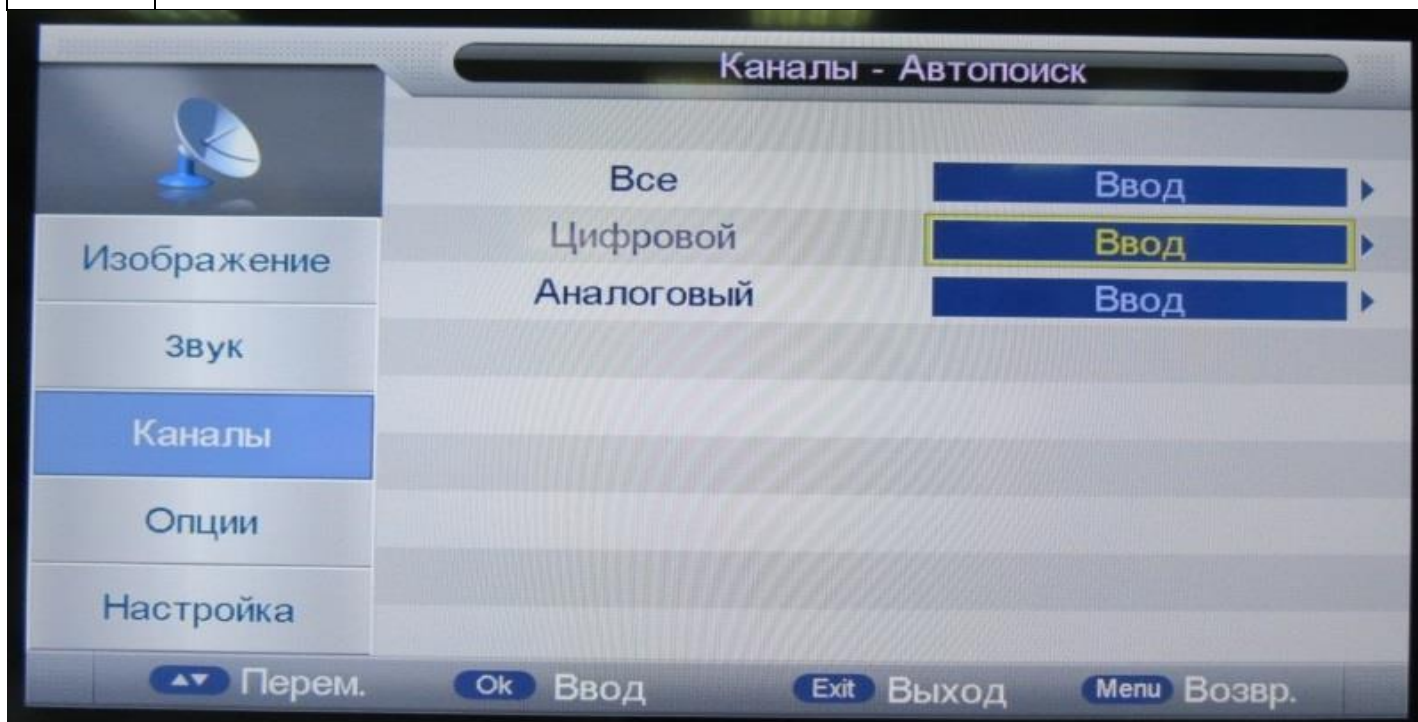 Каналы - Автопоиск
Все Ввод
Цифровой Ввод
Аналоговый Ввод
Изображение
Звук
Каналы
Опции
Настройка
Перем. Ok Ввод Exit Выход Menu Возвр.